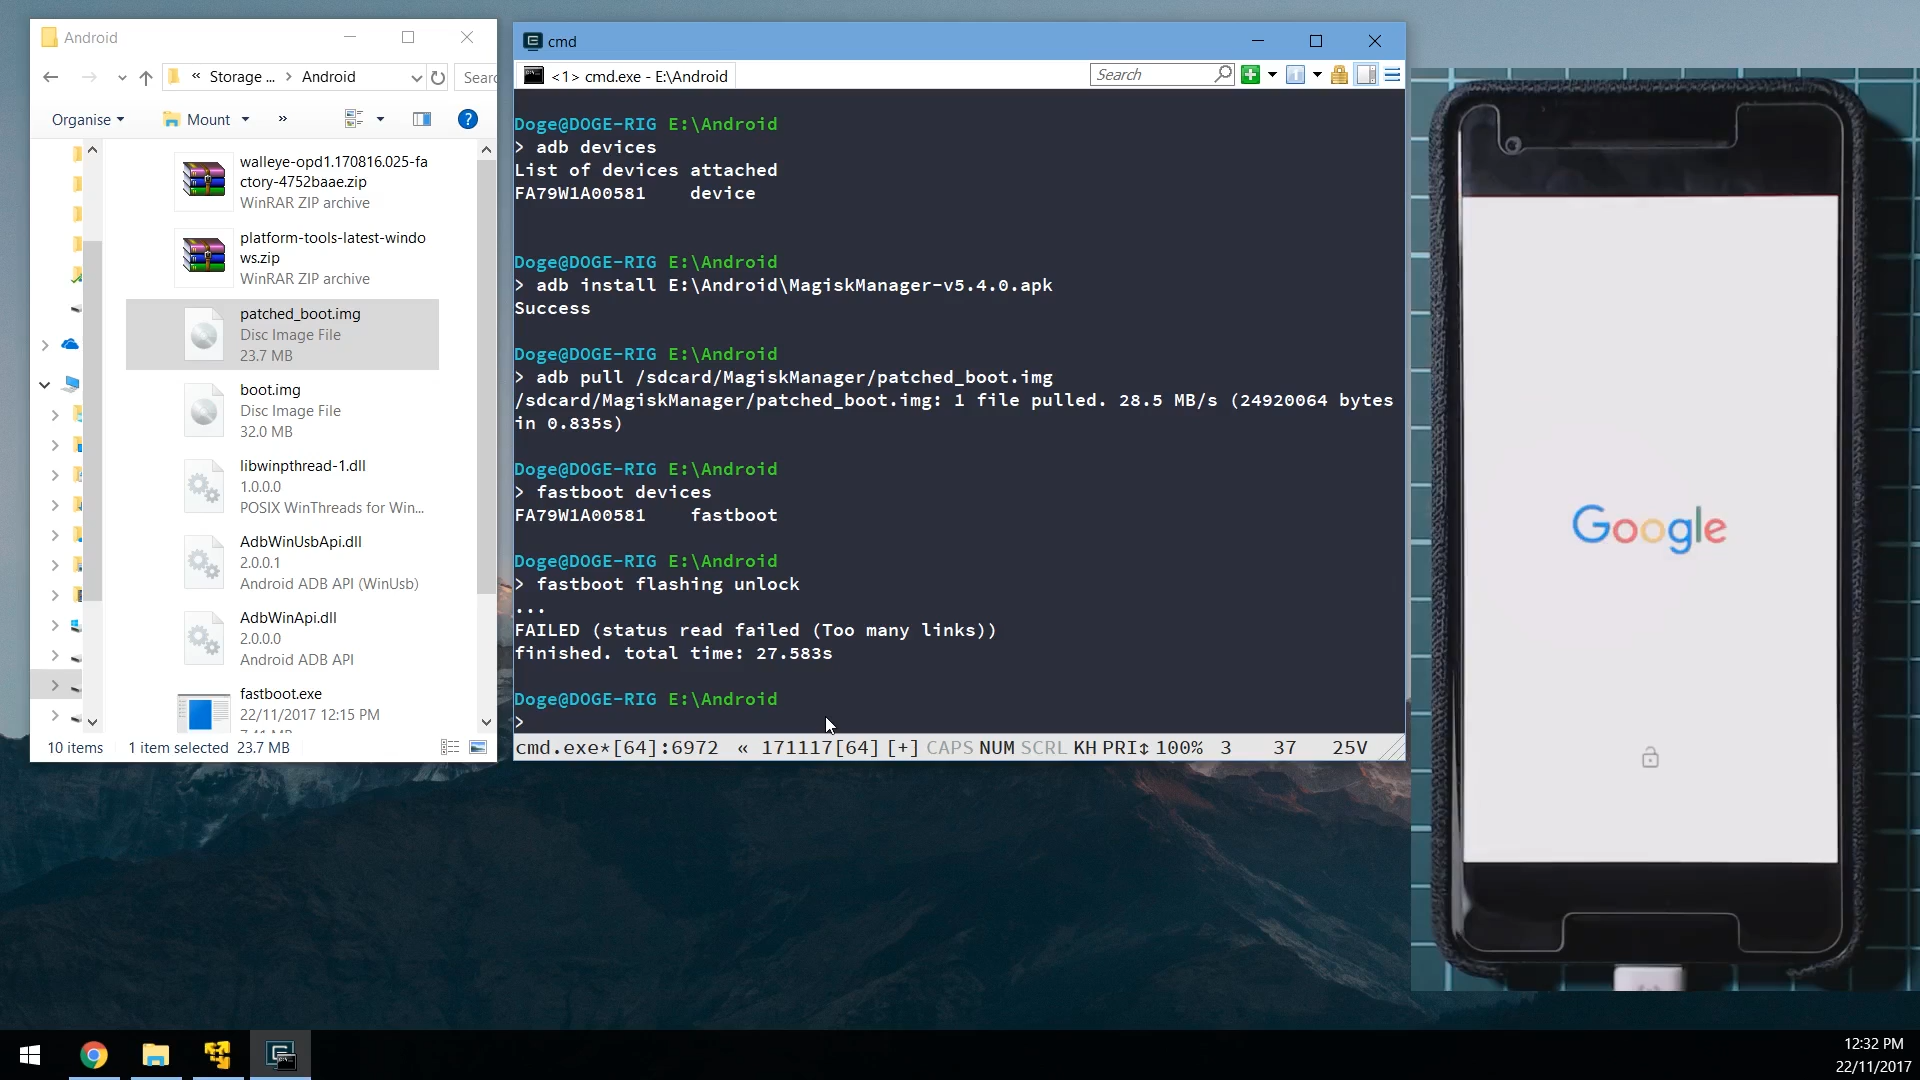 Android
« Storage ... > Android
Sear
Organise
Mount
»
?
walleye-opd1.170816.025-fa
ctory-4752baae.zip
WinRAR ZIP archive
platform-tools-latest-windo
ws.zip
WinRAR ZIP archive
patched_boot.img
Disc Image File
23.7 MB
boot.img
Disc Image File
32.0 MB
libwinpthread-1.dll
1.0.0.0
POSIX WinThreads for Win...
AdbWinUsbApi.dll
2.0.0.1
Android ADB API (WinUsb)
AdbWinApi.dll
2.0.0.0
Android ADB API
fastboot.exe
22/11/2017 12:15 PM
10 items 1 item selected 23.7 MB
cmd
<1> cmd.exe - E:\Android
Search
Doge@DOGE-RIG E:\Android
> adb devices
List of devices attached
FA79W1A00581 device
Doge@DOGE-RIG E:\Android
> adb install E:\Android\MagiskManager-v5.4.0.apk
Success
Doge@DOGE-RIG E:\Android
> adb pull /sdcard/MagiskManager/patched_boot.img
/sdcard/MagiskManager/patched_boot.img: 1 file pulled. 28.5 MB/s (24920064 bytes
in 0.835s)
Doge@DOGE-RIG E:\Android
> fastboot devices
FA79W1A00581 fastboot
Doge@DOGE-RIG E:\Android
> fastboot flashing unlock
...
FAILED (status read failed (Too many links))
finished. total time: 27.583s
Doge@DOGE-RIG E:\Android
>
cmd.exe*[64]:6972 « 171117[64] [+] CAPS NUM SCRL KH PRI↕ 100% 3 37 25V
Google
12:32 PM
22/11/2017